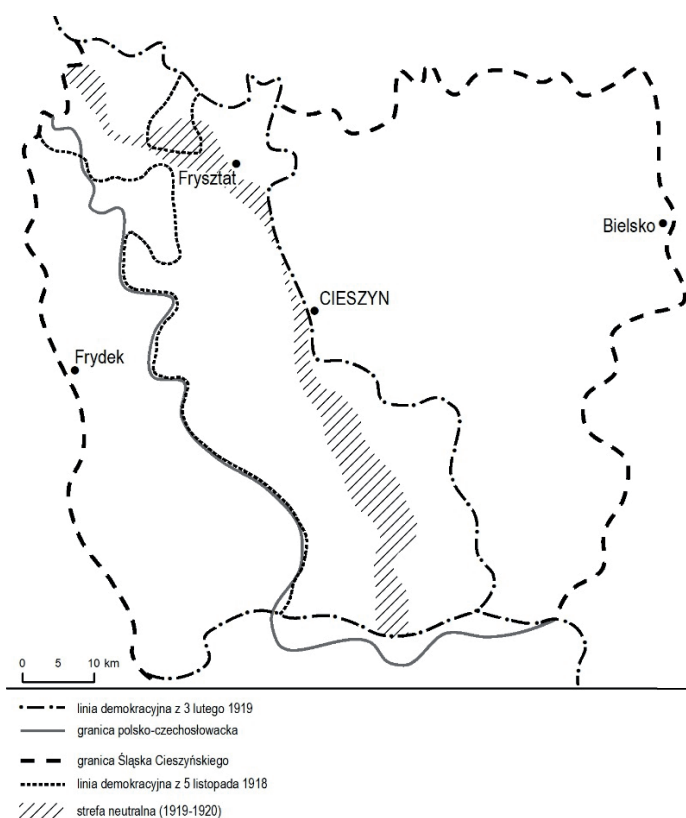 Frysztat
Bielsko
CIESZYN
Frydek
0 5 10 km
linia demokracyjna z 3 lutego 1919
granica polsko-czechosłowacka
granica Śląska Cieszyńskiego
linia demokracyjna z 5 listopada 1918
strefa neutralna (1919-1920)